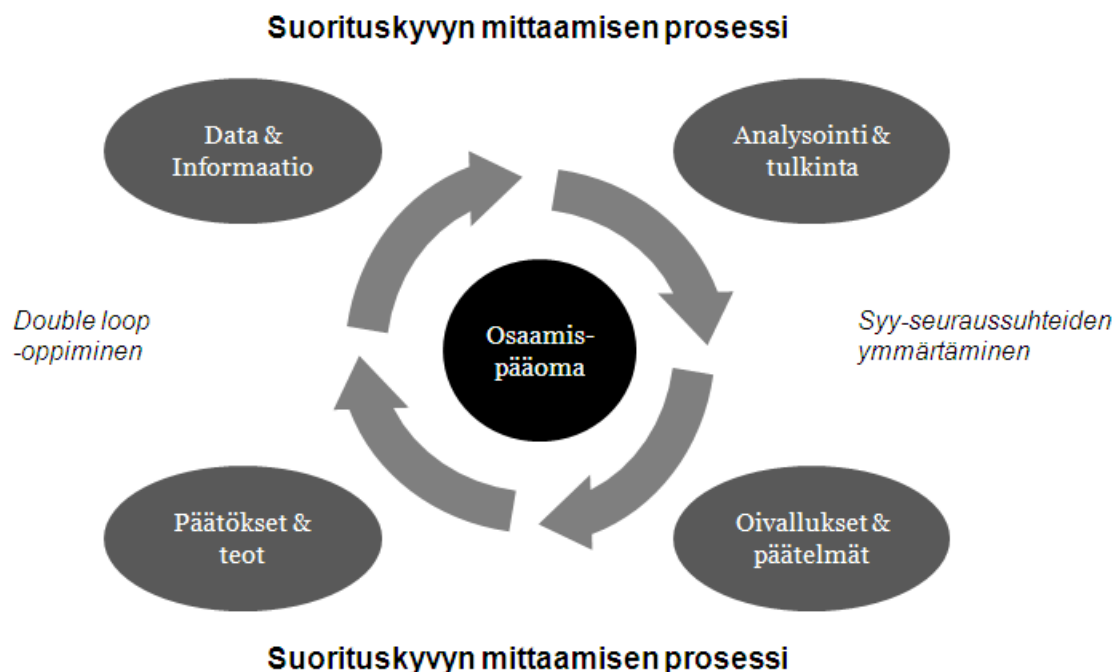 Suorituskyvyn mittaamisen prosessi
Data &
Informaatio
Analysointi &
tulkinta
Double loop
-oppiminen
Osaamis-
pääoma
Syy-seuraussuhteiden
ymmärtäminen
Päätökset &
teot
Oivallukset &
päätelmät
Suorituskyvyn mittaamisen prosessi